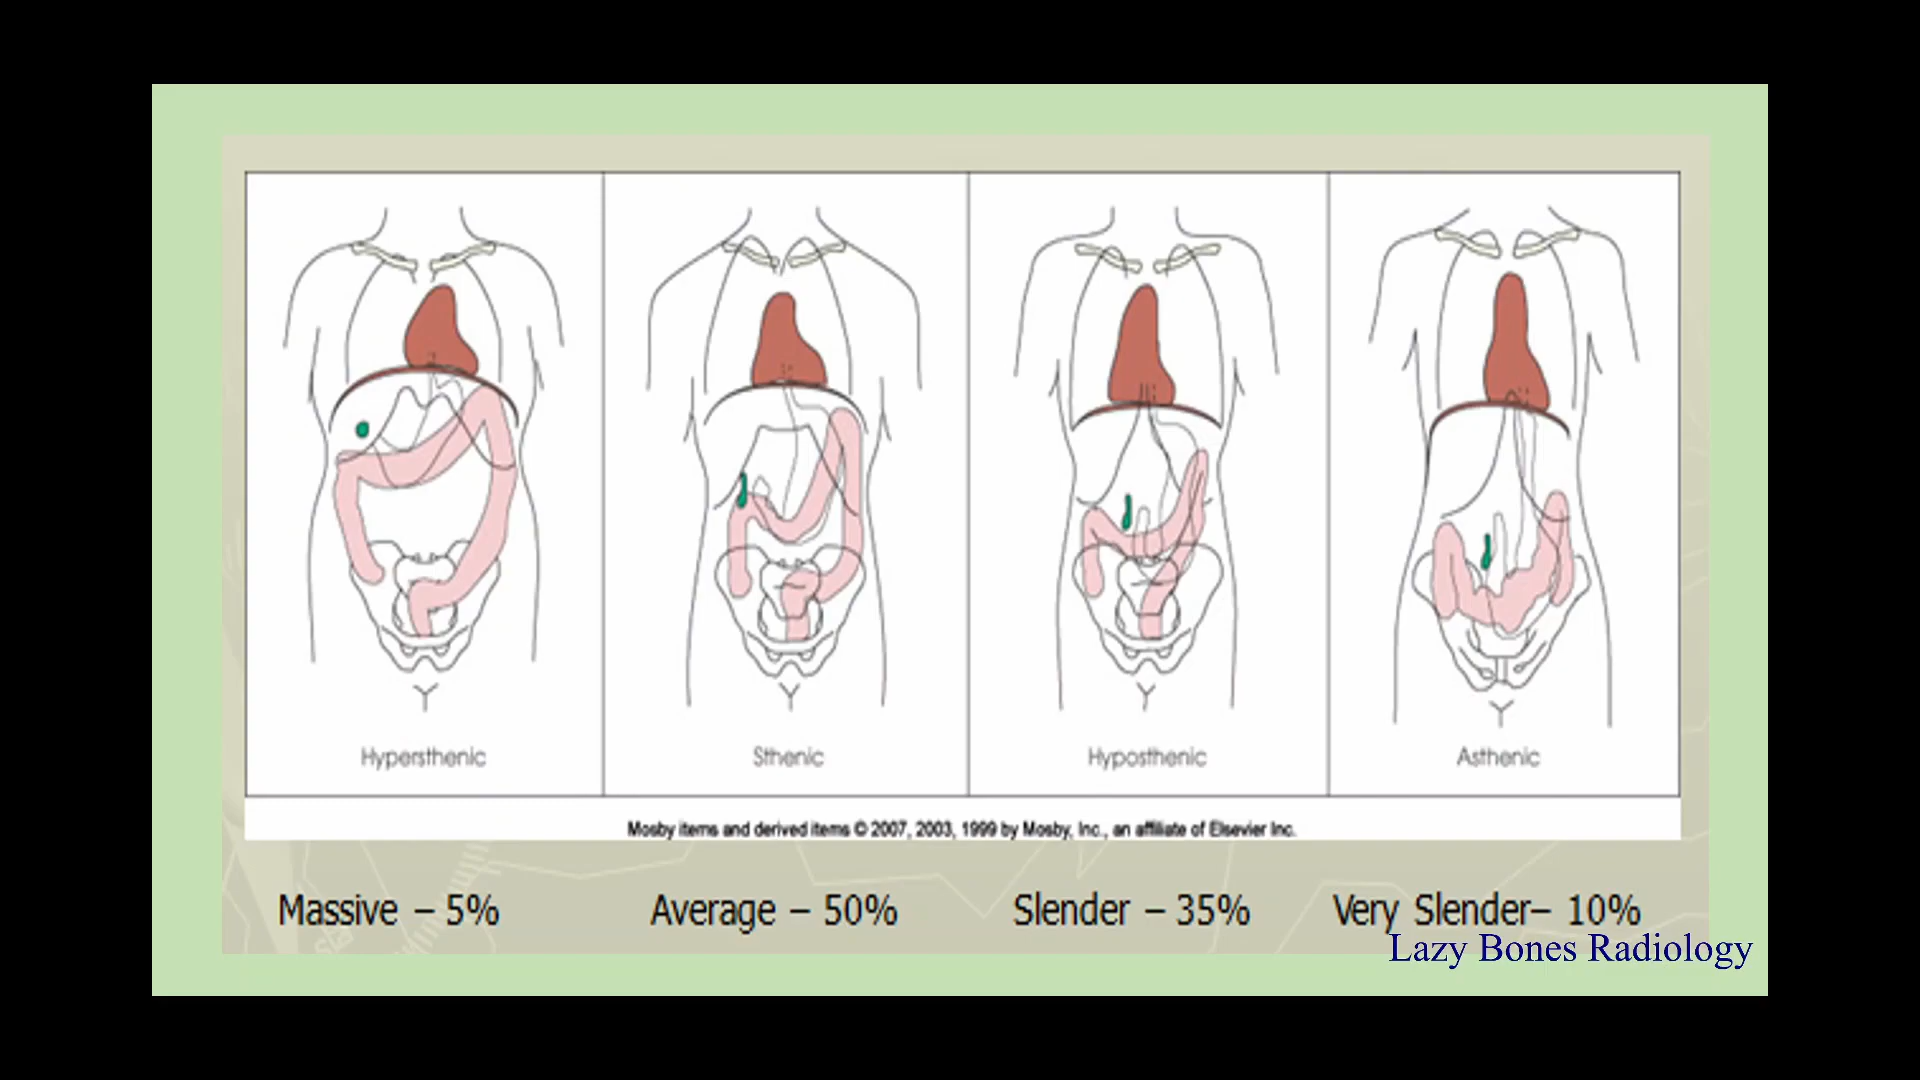 Hypersthenic
Sthenic
Hyposthenic
Asthenic
Mosby items and derived items © 2007, 2003, 1999 by Mosby, Inc., an affiliate of Elsevier Inc.
Massive – 5%
Average – 50%
Slender – 35%
Very Slender– 10%
Lazy Bones Radiology